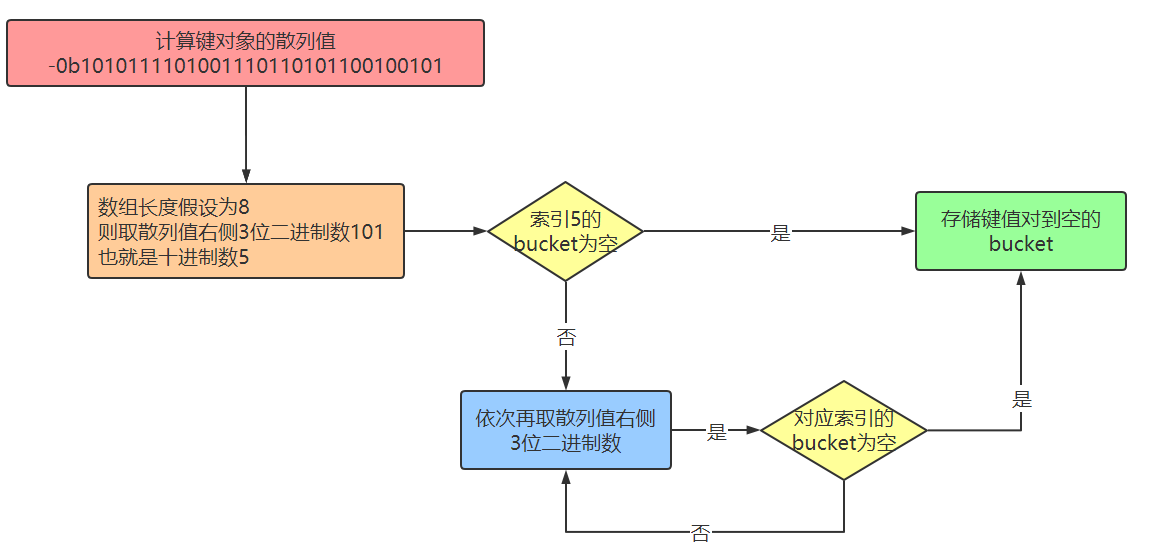 计算键对象的散列值
-0b1010111101001110110101100100101
数组长度假设为8
则取散列值右侧3位二进制数101
也就是十进制数5
索引5的
bucket为空
是
存储键值对到空的
bucket
否
依次再取散列值右侧
3位二进制数
是
对应索引的
bucket为空
是
否